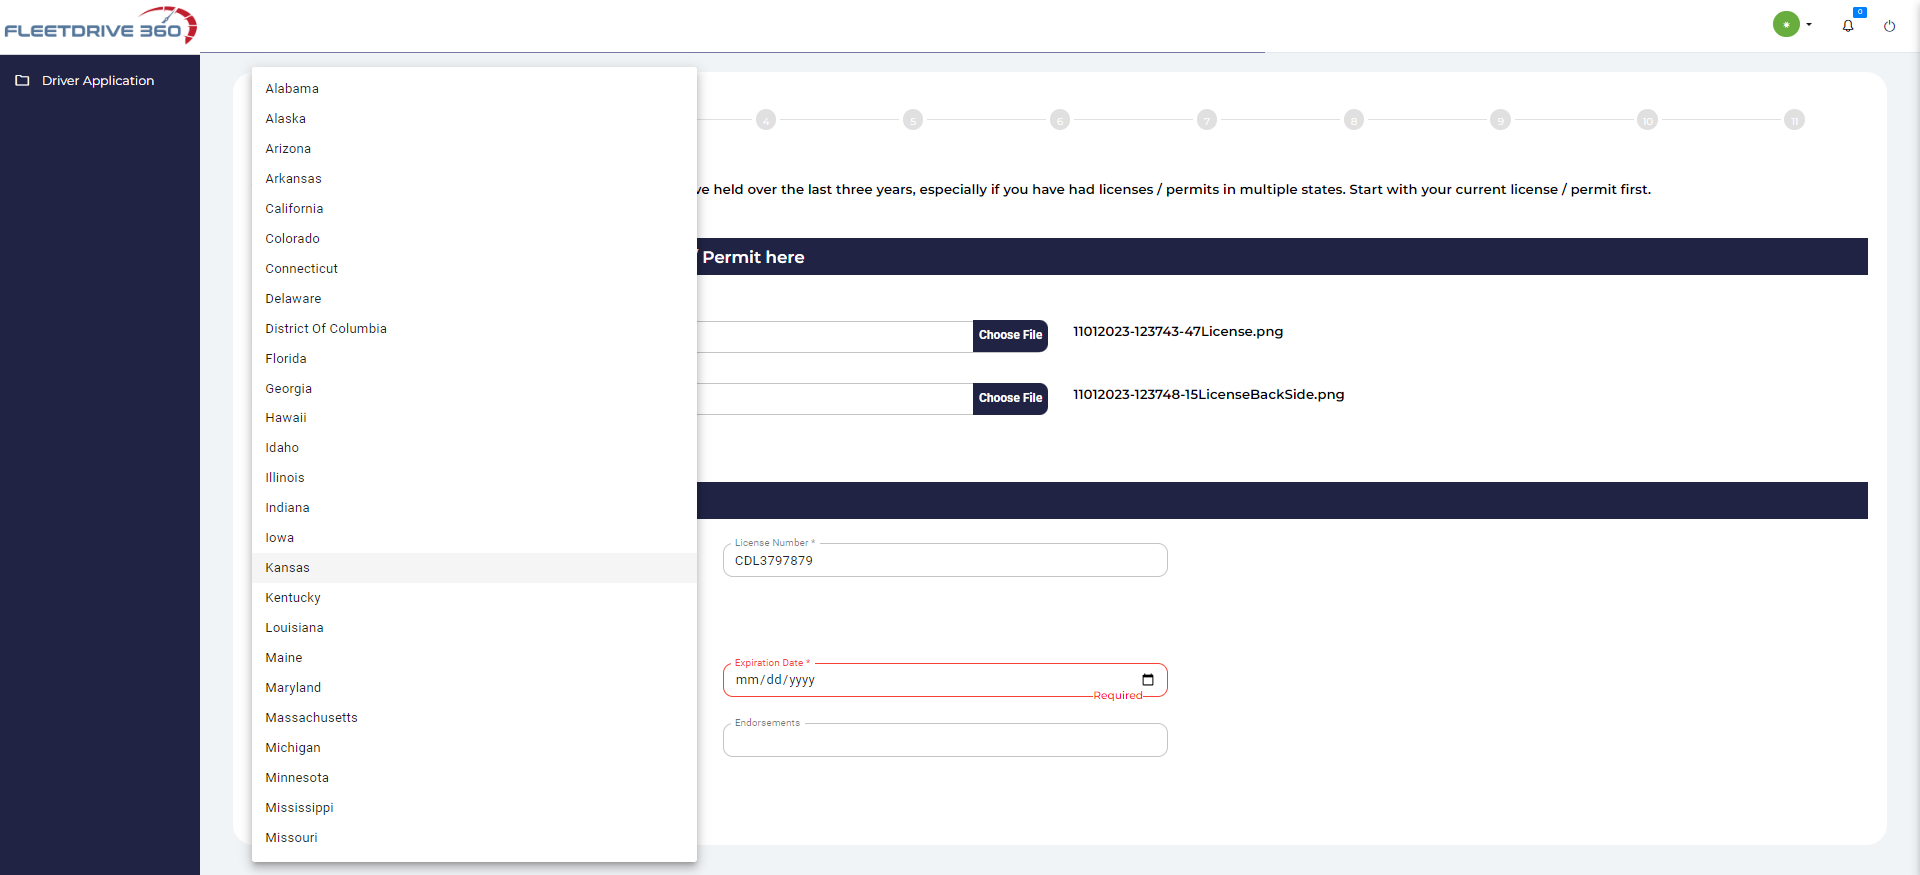 FLEETDRIVE 360
0
Driver Application
Alabama
Alaska
Arizona
Arkansas
California
Colorado
Connecticut
Delaware
District Of Columbia
Florida
Georgia
Hawaii
Idaho
Illinois
Indiana
Iowa
Kansas
Kentucky
Louisiana
Maine
Maryland
Massachusetts
Michigan
Minnesota
Mississippi
Missouri
4 5 6 7 8 9 10 11
held over the last three years, especially if you have had licenses / permits in multiple states. Start with your current license / permit first.
/ Permit here
Choose File 11012023-123743-47License.png
Choose File 11012023-123748-15LicenseBackSide.png
License Number *
CDL3797879
Expiration Date *
mm/dd/yyyy
Required
Endorsements